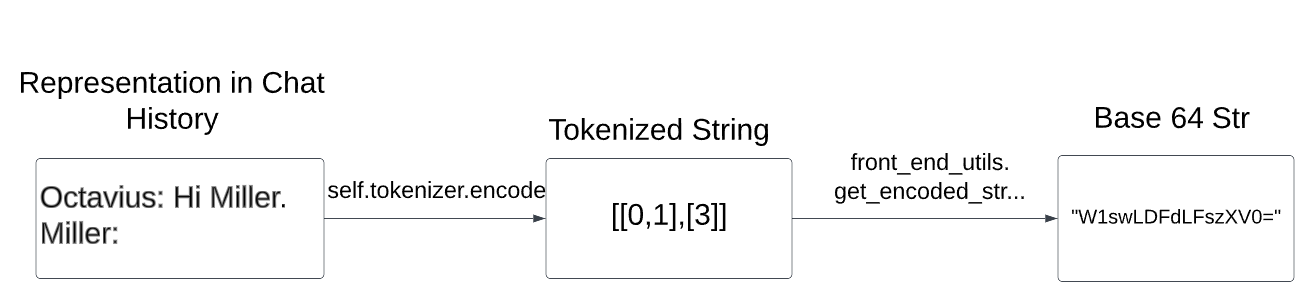 Representation in Chat
History
Octavius: Hi Miller.
Miller:
self.tokenizer.encode
Tokenized String
[[0,1],[3]]
front_end_utils.
get_encoded_str...
Base 64 Str
"W1swLDFdLFszXV0="